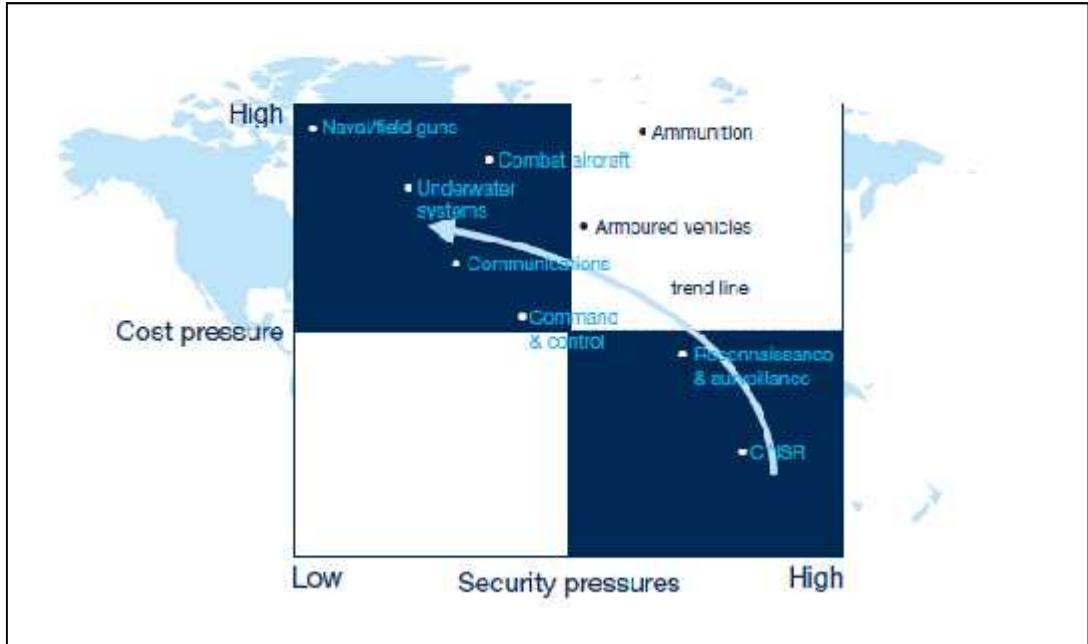 High
Naval/field guns
Ammunition
Combat aircraft
Underwater
systems
Armoured vehicles
Communications
trend line
Command
& control
Cost pressure
Reconnaissance
& surveillance
Low
Security pressures
High